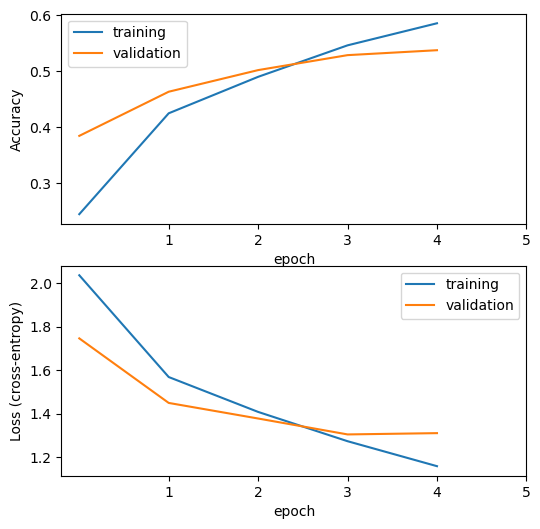 0.6
training
validation
0.5
0.4
0.3
Accuracy
1 2 3 4 5
epoch
2.0
training
validation
1.8
1.6
1.4
1.2
Loss (cross-entropy)
1 2 3 4 5
epoch